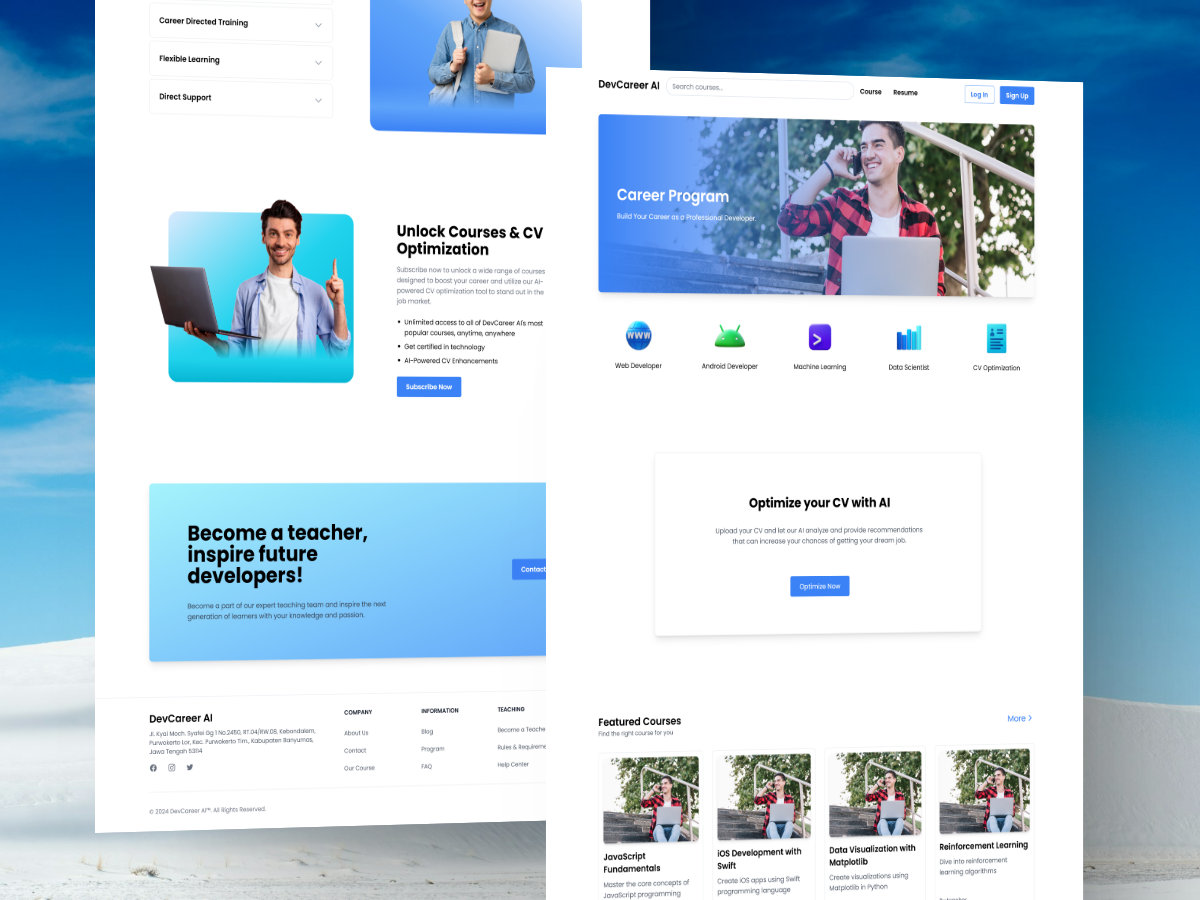 Career Directed Training
Flexible Learning
Direct Support
Unlock Courses & CV
Optimization
Subscribe now to unlock a wide range of courses
designed to boost your career and utilize our AI-
powered CV optimization tool to stand out in the
job market.
Unlimited access to all of DevCareer AI's most
popular courses, anytime, anywhere
Get certified in technology
AI-Powered CV Enhancements
Subscribe Now
Become a teacher,
inspire future
developers!
Become a part of our expert teaching team and inspire the next
generation of learners with your knowledge and passion.
Contact
DevCareer AI
Jl. Kyai Moch. Syafei Gg 1 No.2450, RT.04/RW.08, Kebondalem,
Purwokerto Lor, Kec. Purwokerto Tim., Kabupaten Banyumas,
Jawa Tengah 53114
COMPANY
About Us
Contact
Our Course
INFORMATION
Blog
Program
FAQ
TEACHING
Become a Teache
Rules & Requireme
Help Center
© 2024 DevCareer AI™. All Rights Reserved.
DevCareer AI
Search courses...
Course
Resume
Log In
Sign Up
Career Program
Build Your Career as a Professional Developer.
WWW
Web Developer
Android Developer
Machine Learning
Data Scientist
CV Optimization
Optimize your CV with AI
Upload your CV and let our AI analyze and provide recommendations
that can increase your chances of getting your dream job.
Optimize Now
Featured Courses
Find the right course for you
More
JavaScript
Fundamentals
Master the core concepts of
JavaScript programming
iOS Development with
Swift
Create iOS apps using Swift
programming language
Data Visualization with
Matplotlib
Create visualizations using
Matplotlib in Python
Reinforcement Learning
Dive into reinforcement
learning algorithms